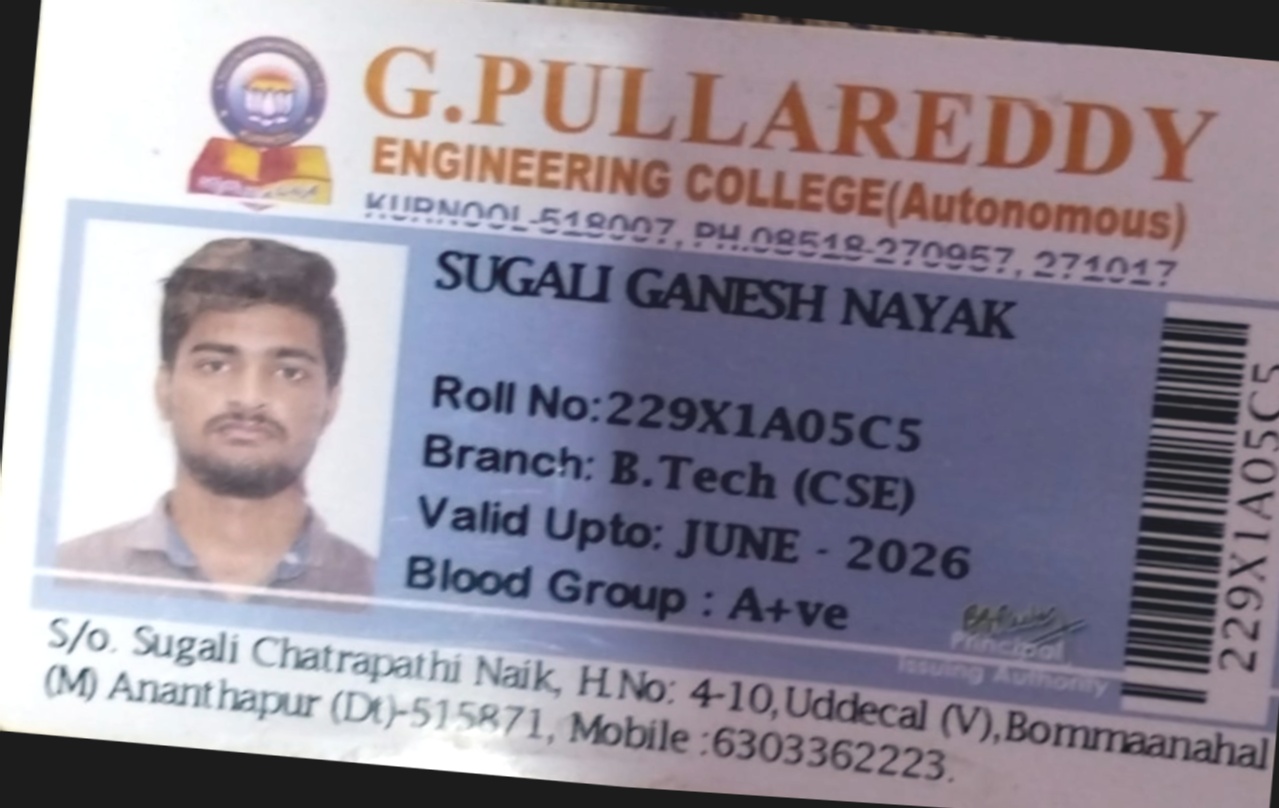 G.PULLAREDDY
ENGINEERING COLLEGE(Autonomous)
KURNOOL-518007, PH.08518-270957, 271017
SUGALI GANESH NAYAK
Roll No:229X1A05C5
Branch: B.Tech (CSE)
Valid Upto: JUNE - 2026
Blood Group : A+ve
Principal
Issuing Authority
229X1A05C5
S/o. Sugali Chatrapathi Naik, H.No: 4-10,Uddecal (V),Bommaanahal
(M) Ananthapur (Dt)-515871, Mobile :6303362223.